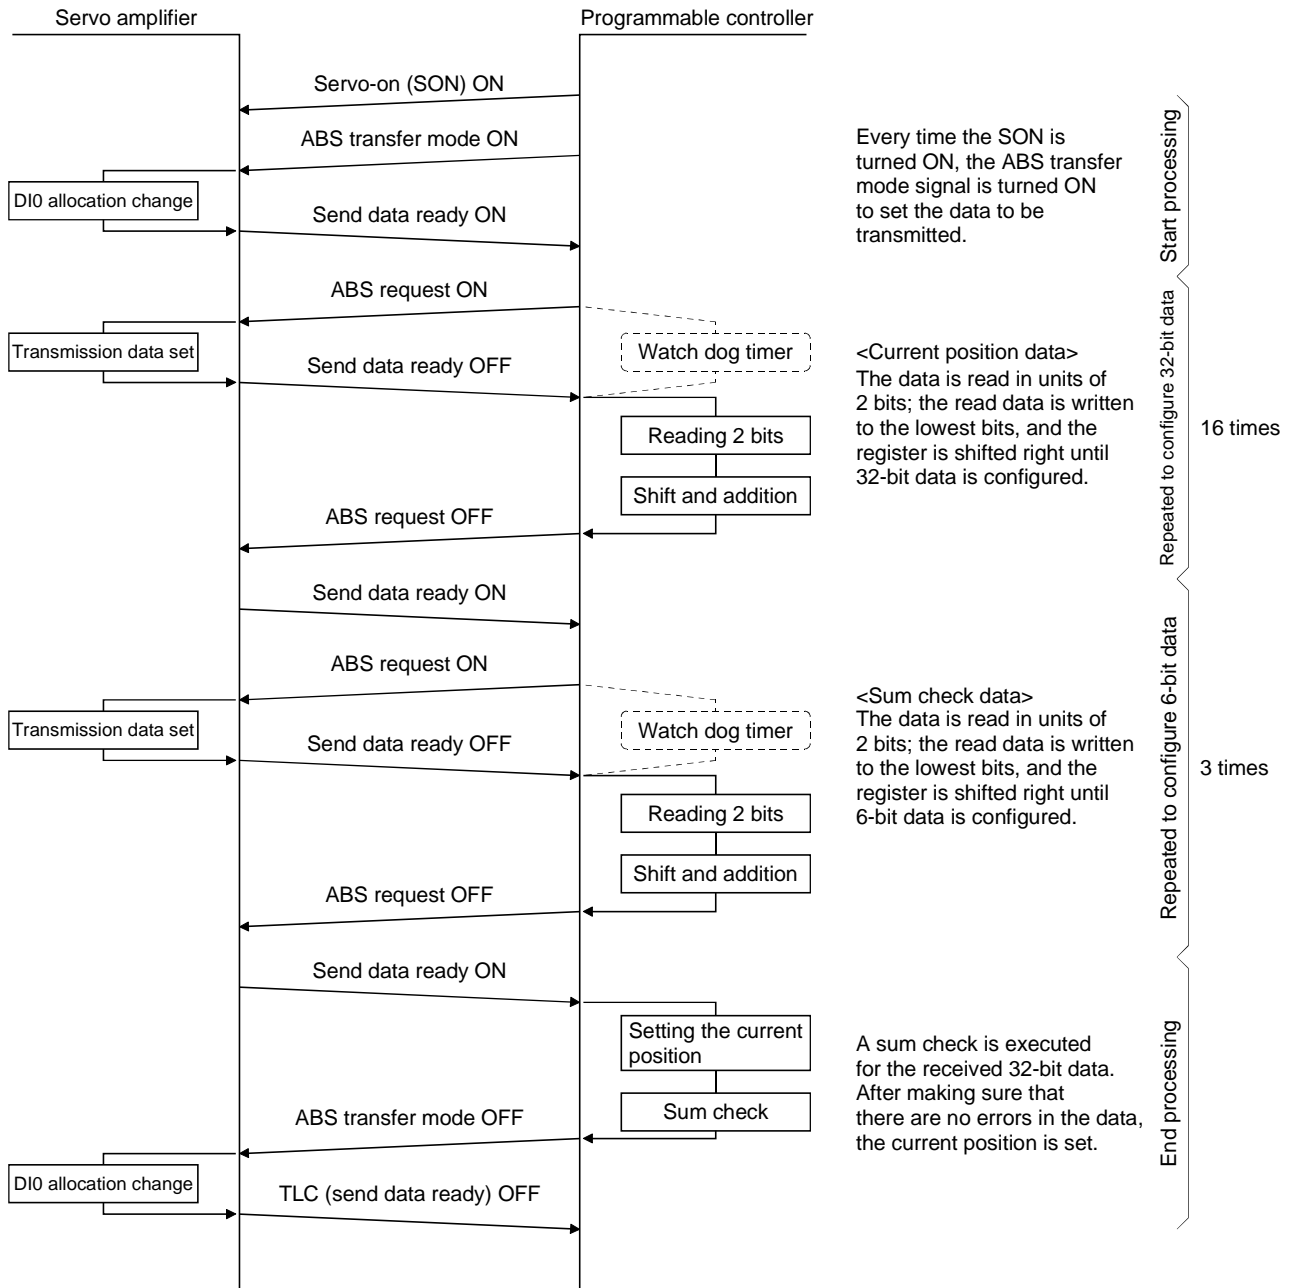 Servo amplifier
Programmable controller
Servo-on (SON) ON
ABS transfer mode ON
DI0 allocation change
Send data ready ON
Every time the SON is
turned ON, the ABS transfer
mode signal is turned ON
to set the data to be
transmitted.
Start processing
ABS request ON
Transmission data set
Watch dog timer
Send data ready OFF
Reading 2 bits
Shift and addition
ABS request OFF
<Current position data>
The data is read in units of
2 bits; the read data is written
to the lowest bits, and the
register is shifted right until
32-bit data is configured.
Repeated to configure 32-bit data
16 times
Send data ready ON
ABS request ON
Transmission data set
Watch dog timer
Send data ready OFF
Reading 2 bits
Shift and addition
ABS request OFF
<Sum check data>
The data is read in units of
2 bits; the read data is written
to the lowest bits, and the
register is shifted right until
6-bit data is configured.
Repeated to configure 6-bit data
3 times
Send data ready ON
Setting the current
position
Sum check
ABS transfer mode OFF
DI0 allocation change
TLC (send data ready) OFF
A sum check is executed
for the received 32-bit data.
After making sure that
there are no errors in the data,
the current position is set.
End processing